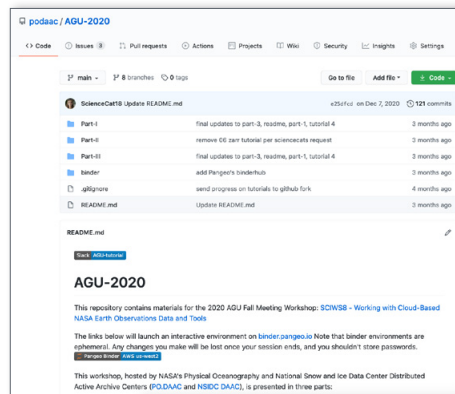 podaac / AGU-2020
<> Code Issues 3 Pull requests Actions Projects Wiki Security Insights Settings
main 8 branches 0 tags Go to file Add file Code
ScienceCat18 Update README.md on Dec 7, 2020 121 commits
Part-I final updates to part-3, readme, part-1, tutorial 4 3 months ago
Part-II remove 06 zarr tutorial per sciencecats request 3 months ago
Part-III final updates to part-3, readme, part-1, tutorial 4 3 months ago
binder add Pangeo's binderhub 3 months ago
.gitignore send progress on tutorials to github fork 4 months ago
README.md Update README.md 3 months ago
README.md
Slack AGU-tutorial
AGU-2020
This repository contains materials for the 2020 AGU Fall Meeting Workshop: SCIWS8 - Working with Cloud-Based
NASA Earth Observations Data and Tools
The links below will launch an interactive environment on binder.pangeo.io Note that binder environments are
ephemeral. Any changes you make will be lost once your session ends, and you shouldn't store passwords.
Pangeo Binder AWS us-west2
This workshop, hosted by NASA's Physical Oceanography and National Snow and Ice Data Center Distributed
Active Archive Centers (PO.DAAC and NSIDC DAAC), is presented in three parts: